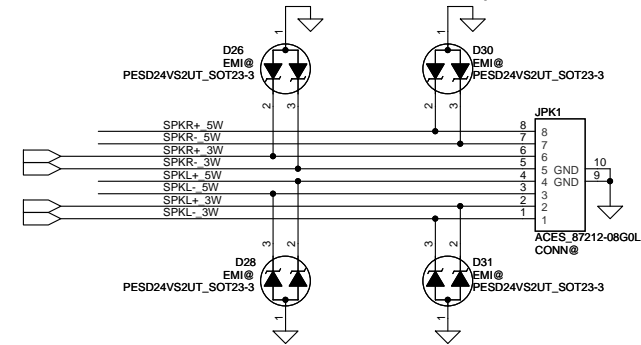 1
1
D26
EMI@
PESD24VS2UT_SOT23-3
D30
EMI@
PESD24VS2UT_SOT23-3
2
3
2
3
JPK1
SPKR+_5W
8
8
SPKR-_5W
7
7
SPKR+_3W
6
6
SPKR-_3W
5
5
GND
10
SPKL+_5W
4
4
GND
9
SPKL-_5W
3
3
SPKL+_3W
2
2
SPKL-_3W
1
1
ACES_87212-08G0L
CONN@
3
2
3
2
D28
EMI@
PESD24VS2UT_SOT23-3
D31
EMI@
PESD24VS2UT_SOT23-3
1
1